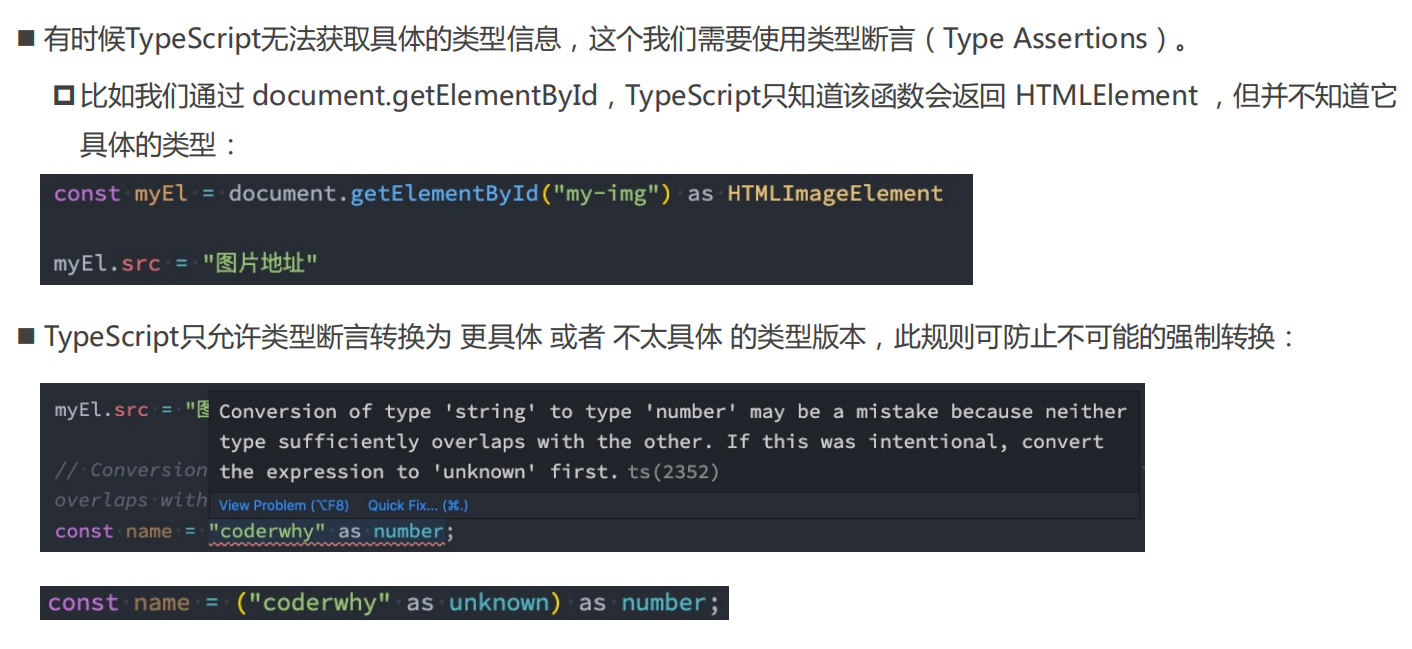 有时候TypeScript无法获取具体的类型信息，这个我们需要使用类型断言（Type Assertions）。
比如我们通过 document.getElementById，TypeScript只知道该函数会返回 HTMLElement ，但并不知道它
具体的类型：
const myEl = document.getElementById("my-img") as HTMLImageElement
myEl.src = "图片地址"
TypeScript只允许类型断言转换为 更具体 或者 不太具体 的类型版本，此规则可防止不可能的强制转换：
myEl.src = "图
Conversion of type 'string' to type 'number' may be a mistake because neither
type sufficiently overlaps with the other. If this was intentional, convert
// Conversion
the expression to 'unknown' first. ts(2352)
overlaps with
View Problem (⌥F8) Quick Fix... (⌘.)
const name = "coderwhy" as number;
const name = ("coderwhy" as unknown) as number;